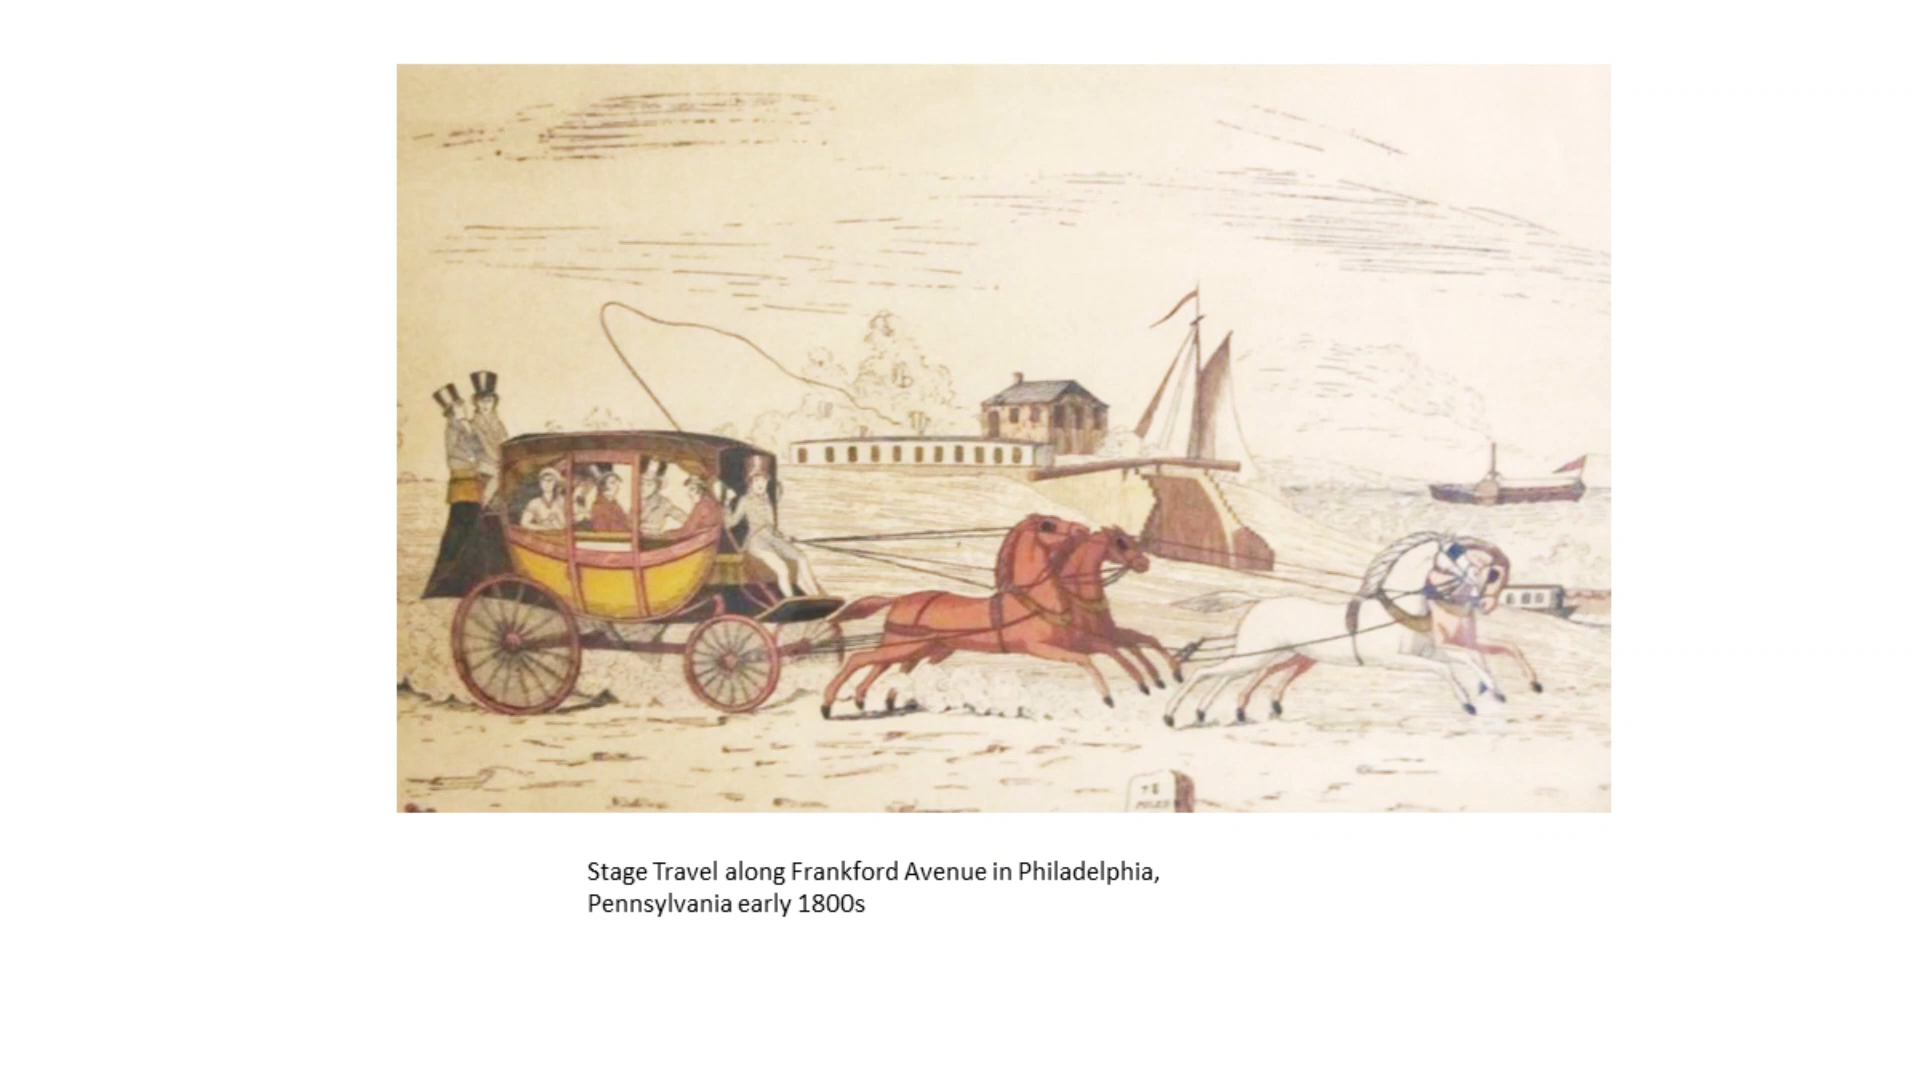 Stage Travel along Frankford Avenue in Philadelphia,
Pennsylvania early 1800s